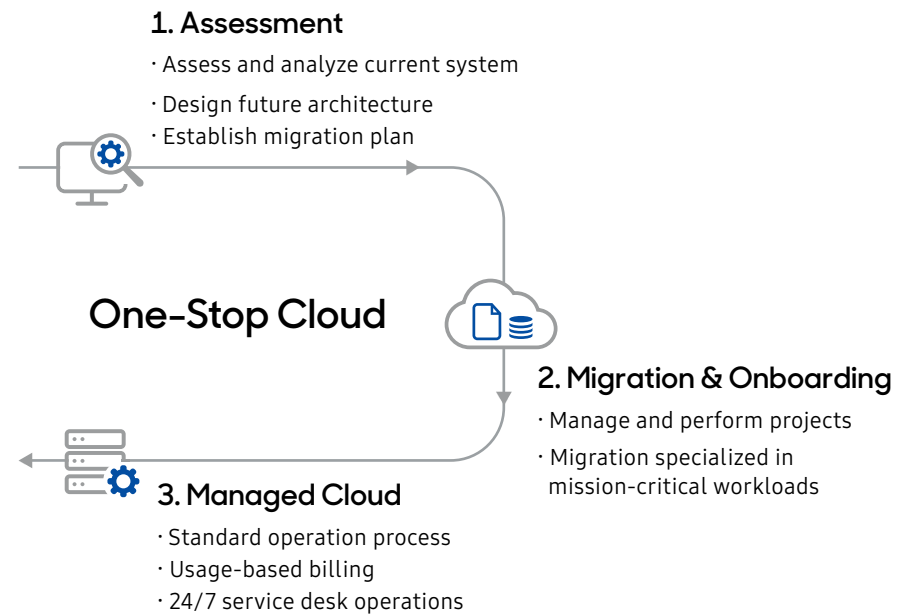 1. Assessment
· Assess and analyze current system
· Design future architecture
· Establish migration plan
One-Stop Cloud
2. Migration & Onboarding
· Manage and perform projects
· Migration specialized in
mission-critical workloads
3. Managed Cloud
· Standard operation process
· Usage-based billing
· 24/7 service desk operations